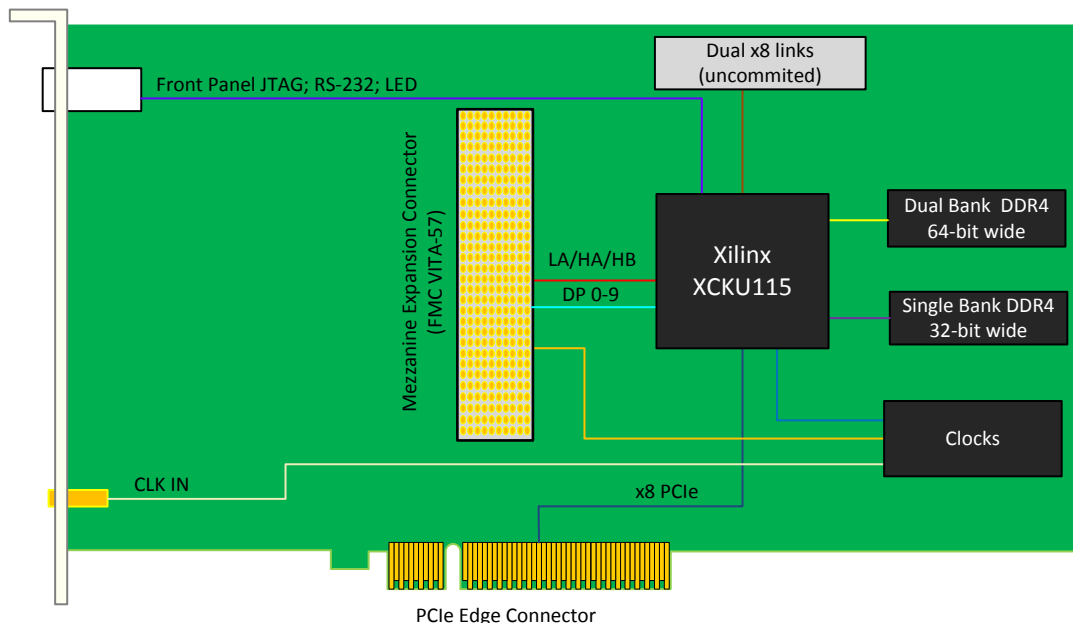 Dual x8 links
(uncommited)
Front Panel JTAG; RS-232; LED
Mezzanine Expansion Connector
(FMC VITA-57)
Dual Bank DDR4
64-bit wide
Xilinx
XCKU115
LA/HA/HB
DP 0-9
Single Bank DDR4
32-bit wide
Clocks
CLK IN
x8 PCIe
PCIe Edge Connector